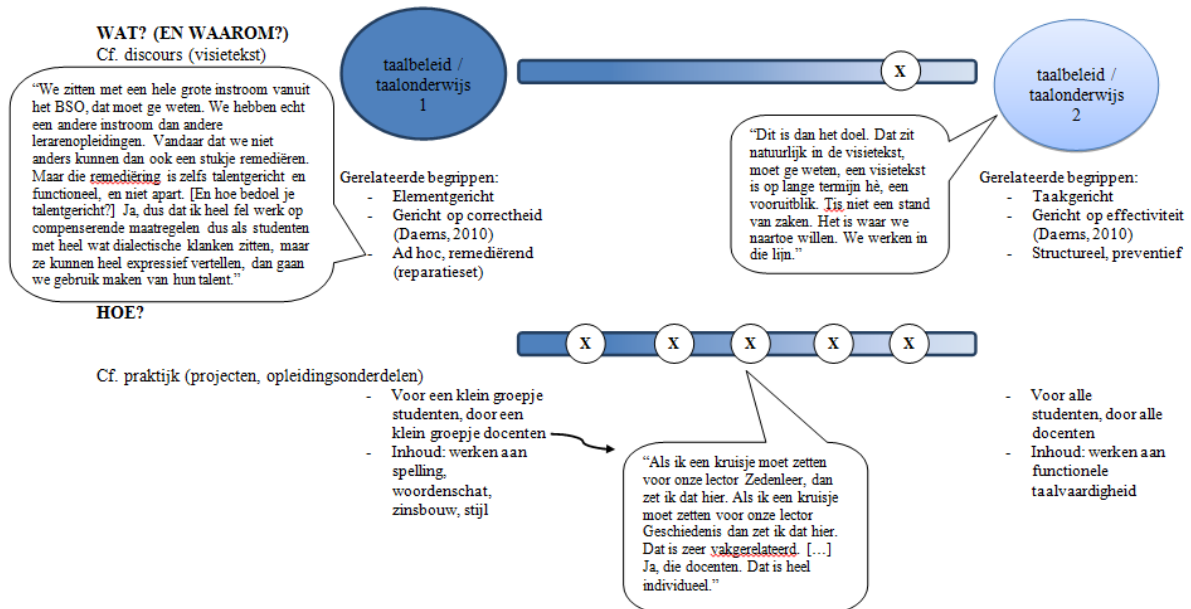 WAT? (EN WAAROM?)
Cf. discours (visietekst)
“We zitten met een hele grote instroom vanuit
het BSO, dat moet ge weten. We hebben echt
een andere instroom dan andere
lerarenopleidingen. Vandaar dat we niet
anders kunnen dan ook een stukje remediëren.
Maar die remediëring is zelfs talentgericht en
functioneel, en niet apart. [En hoe bedoel je
talentgericht?] Ja, dus dat ik heel fel werk op
compenserende maatregelen dus als studenten
met heel wat dialectische klanken zitten, maar
ze kunnen heel expressief vertellen, dan gaan
we gebruik maken van hun talent.”
taalbeleid /
taalonderwijs
1
X
taalbeleid /
taalonderwijs
2
Gerelateerde begrippen:
- Elementgericht
- Gericht op correctheid
(Daems, 2010)
- Ad hoc, remediërend
(reparatieset)
“Dit is dan het doel. Dat zit
natuurlijk in de visietekst,
moet ge weten, een visietekst
is op lange termijn hè, een
vooruitblik. Tis niet een stand
van zaken. Het is waar we
naartoe willen. We werken in
die lijn.”
Gerelateerde begrippen:
- Taakgericht
- Gericht op effectiviteit
(Daems, 2010)
- Structureel, preventief
HOE?
X X X X X
Cf. praktijk (projecten, opleidingsonderdelen)
- Voor een klein groepje
studenten, door een
klein groepje docenten
- Inhoud: werken aan
spelling,
woordenschat,
zinsbouw, stijl
“Als ik een kruisje moet zetten
voor onze lector Zedenleer, dan
zet ik dat hier. Als ik een kruisje
moet zetten voor onze lector
Geschiedenis dan zet ik dat hier.
Dat is zeer vakgerelateerd. […]
Ja, die docenten. Dat is heel
individueel.”
- Voor alle
studenten, door alle
docenten
- Inhoud: werken aan
functionele
taalvaardigheid